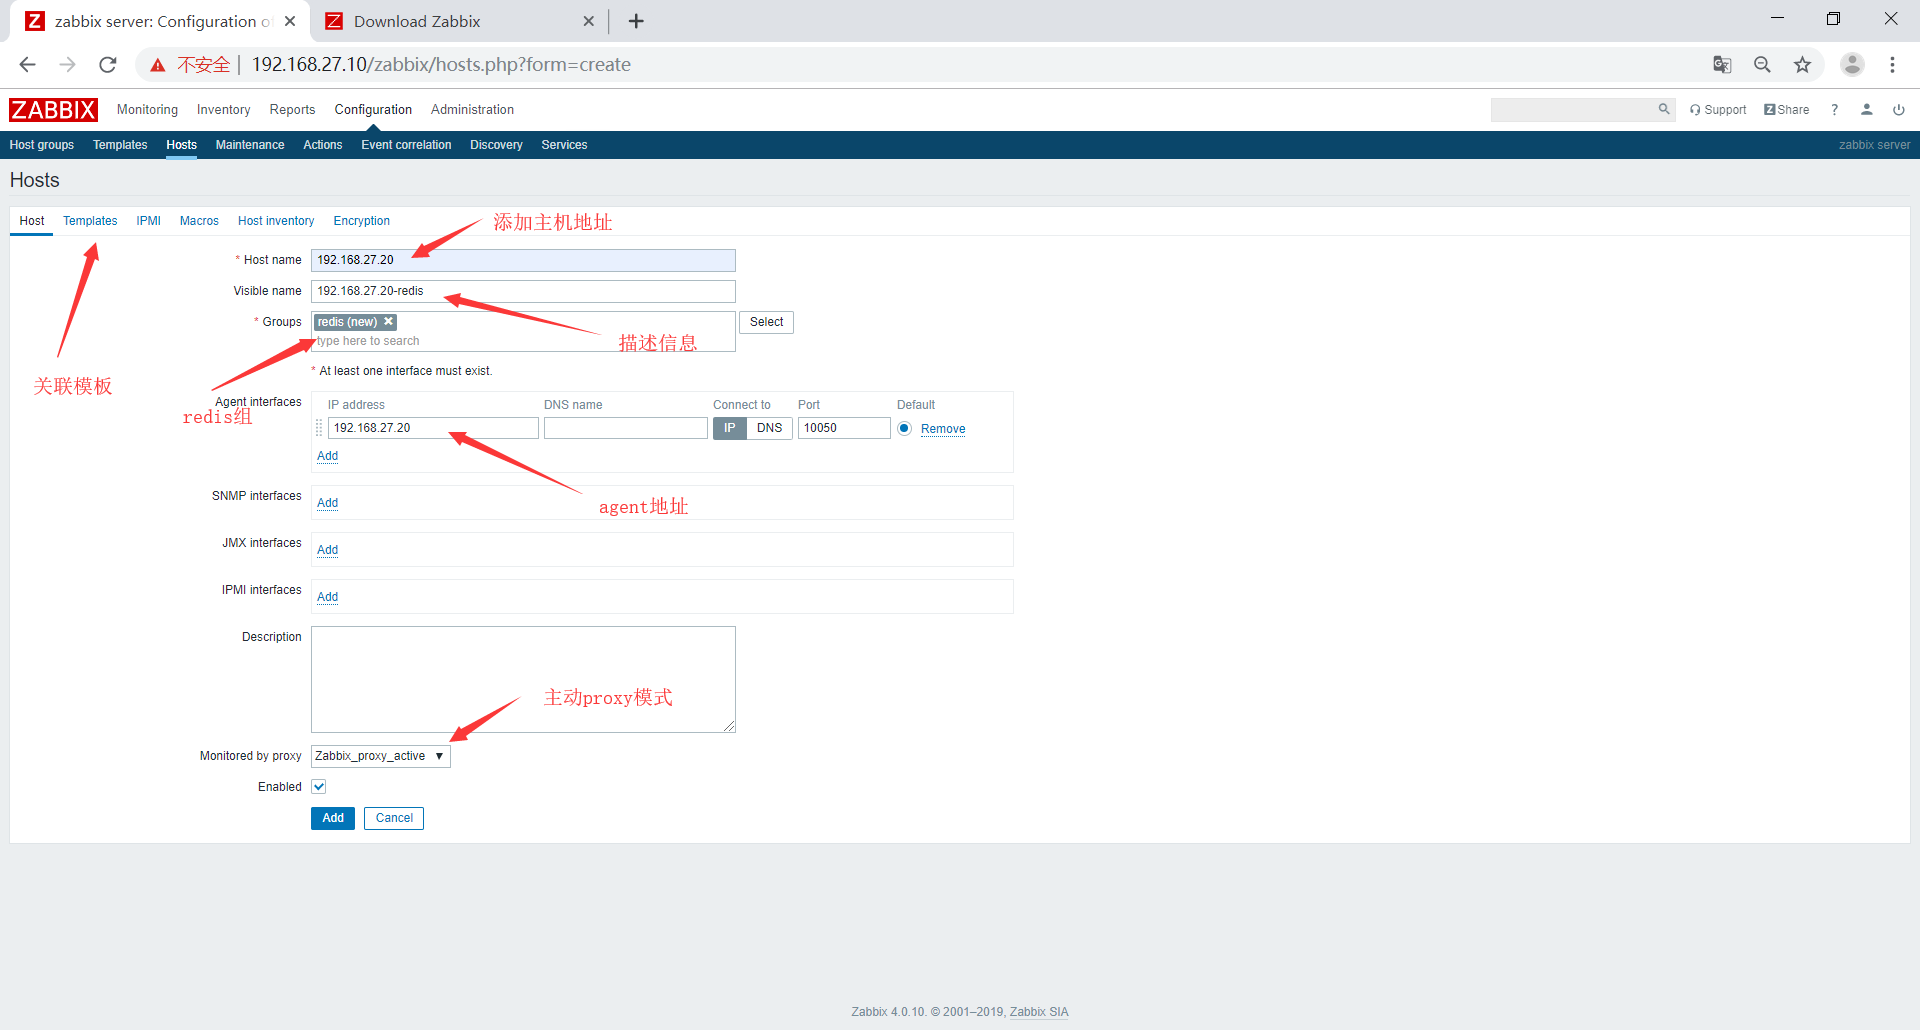 zabbix server: Configuration o
Download Zabbix
不安全 | 192.168.27.10/zabbix/hosts.php?form=create
ZABBIX Monitoring Inventory Reports Configuration Administration Support Share ?
Host groups Templates Hosts Maintenance Actions Event correlation Discovery Services zabbix server
Hosts
Host Templates IPMI Macros Host inventory Encryption
添加主机地址
* Host name 192.168.27.20
Visible name 192.168.27.20-redis
* Groups redis (new) Select
type here to search
描述信息
* At least one interface must exist.
关联模板
redis组
Agent interfaces IP address DNS name Connect to Port Default
192.168.27.20 IP DNS 10050 Remove
Add
SNMP interfaces Add
agent地址
JMX interfaces Add
IPMI interfaces Add
Description
主动proxy模式
Monitored by proxy Zabbix_proxy_active
Enabled
Add Cancel
Zabbix 4.0.10. © 2001–2019, Zabbix SIA